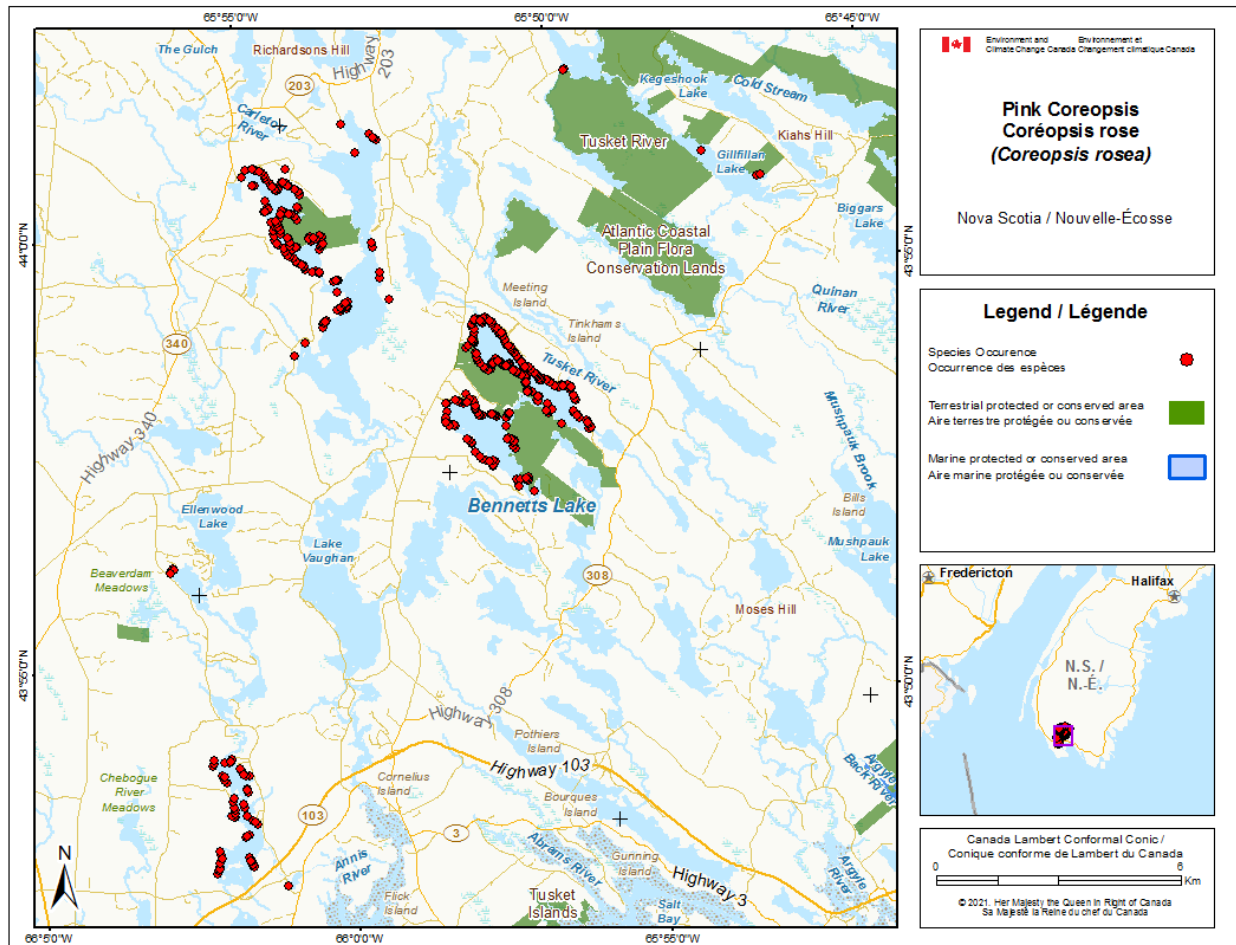 65°55'0"W
65°50'0"W
65°45'0"W
The Gulch
Richardsons Hill
Highway
203
203
Carleton
River
Kegeshook
Lake
Cold Stream
Tusket River
Kiahs Hill
Gillfillan
Lake
Biggars
Lake
Atlantic Coastal
Plain Flora
Conservation Lands
44°0'0"N
43°55'0"N
Meeting
Island
Quinan
River
Tinkhams
Island
340
Tusket River
Highway 340
Mushpauk Brook
Bennetts Lake
Bills
Island
Ellenwood
Lake
Lake
Vaughan
Mushpauk
Lake
Beaverdam
Meadows
308
Moses Hill
43°55'0"N
43°50'0"N
Highway 308
Pothiers
Island
Highway 103
Argyle
Back River
Chebogue
River
Meadows
Cornelius
Island
Bourques
Island
103
3
Annis
River
Abrams River
Gunning
Island
Argyle
River
Flick
Island
Tusket
Islands
Highway 3
Salt
Bay
N
66°5'0"W
66°0'0"W
65°55'0"W
Environment and
Climate Change Canada
Environnement et
Changement climatique Canada
Pink Coreopsis
Coréopsis rose
(Coreopsis rosea)
Nova Scotia / Nouvelle-Écosse
Legend / Légende
Species Occurence
Occurrence des espèces
Terrestrial protected or conserved area
Aire terrestre protégée ou conservée
Marine protected or conserved area
Aire marine protégée ou conservée
Fredericton
Halifax
N.S. /
N.-É.
Canada Lambert Conformal Conic /
Conique conforme de Lambert du Canada
0 6
Km
© 2021. Her Majesty the Queen in Right of Canada
Sa Majesté la Reine du chef du Canada